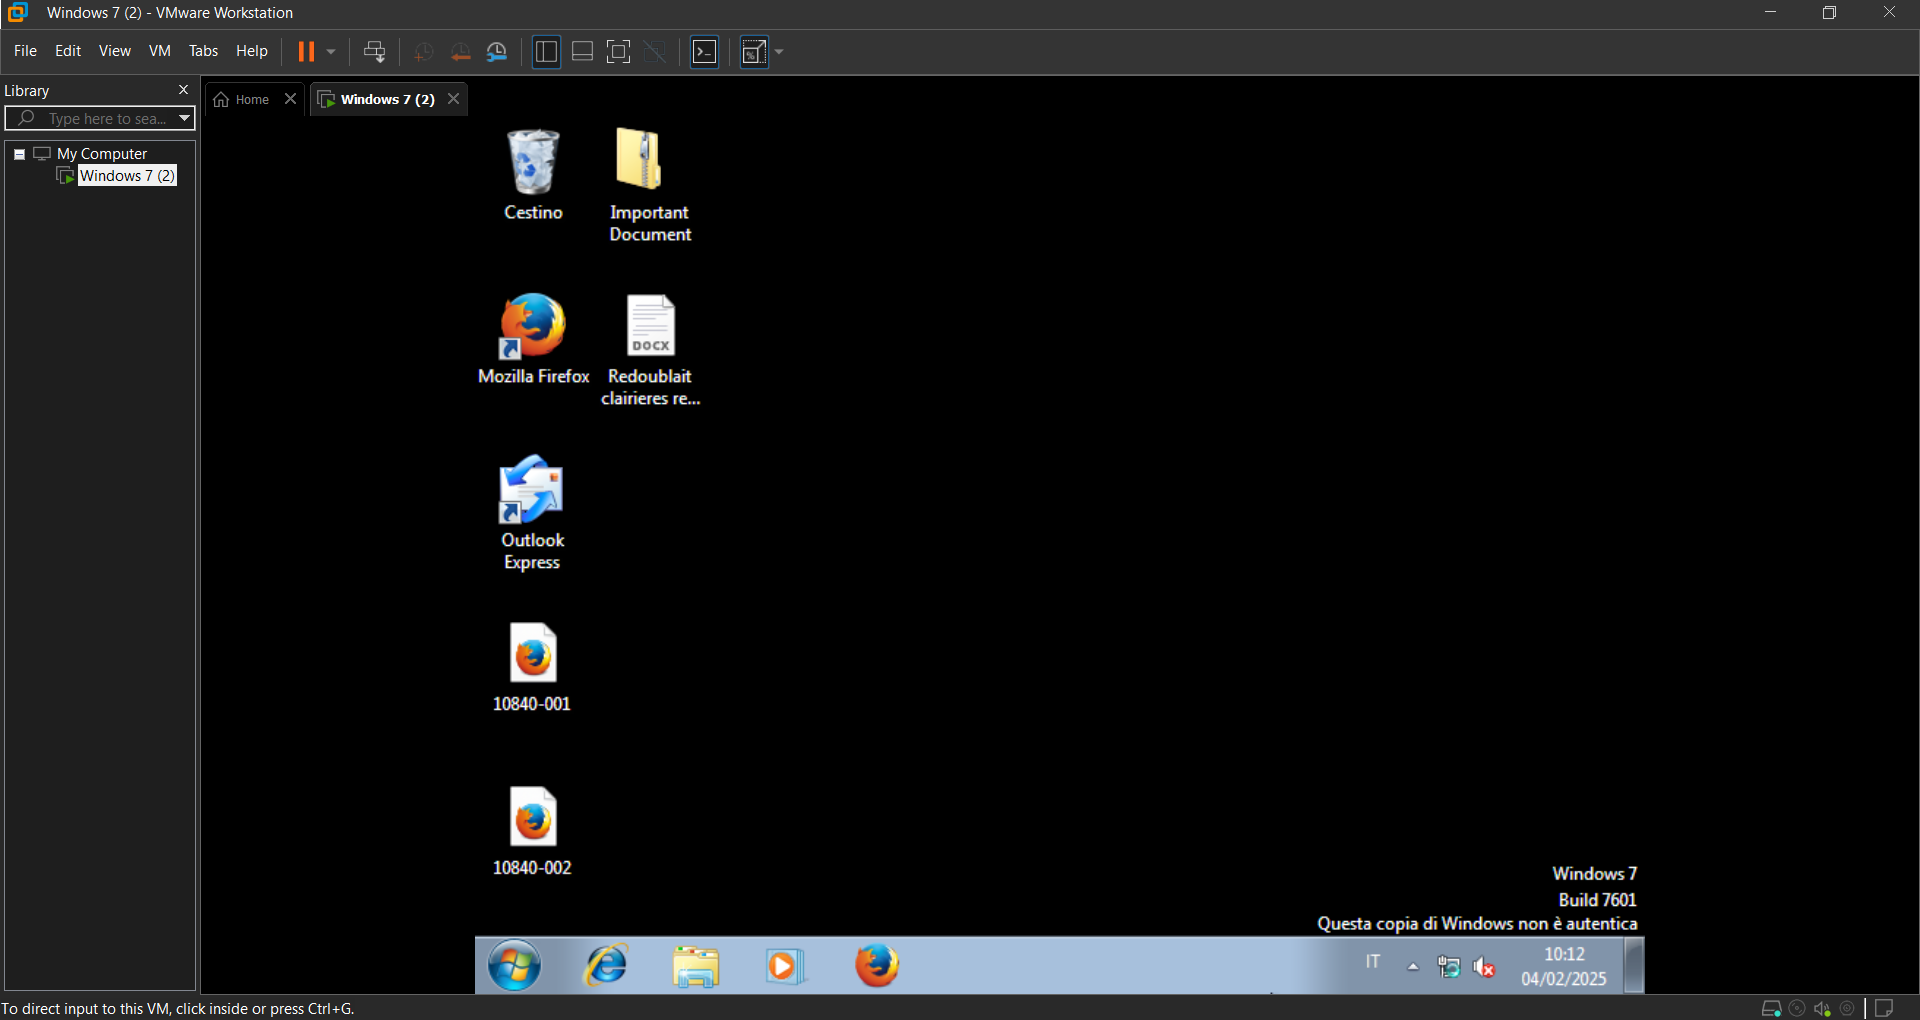 Windows 7 (2) - VMware Workstation
File Edit View VM Tabs Help
Library
Home
Windows 7 (2)
Type here to sea...
My Computer
Windows 7 (2)
Cestino
Important
Document
Mozilla Firefox
DOCX
Redoublait
clairieres re...
Outlook
Express
10840-001
10840-002
Windows 7
Build 7601
Questa copia di Windows non è autentica
IT
10:12
04/02/2025
To direct input to this VM, click inside or press Ctrl+G.